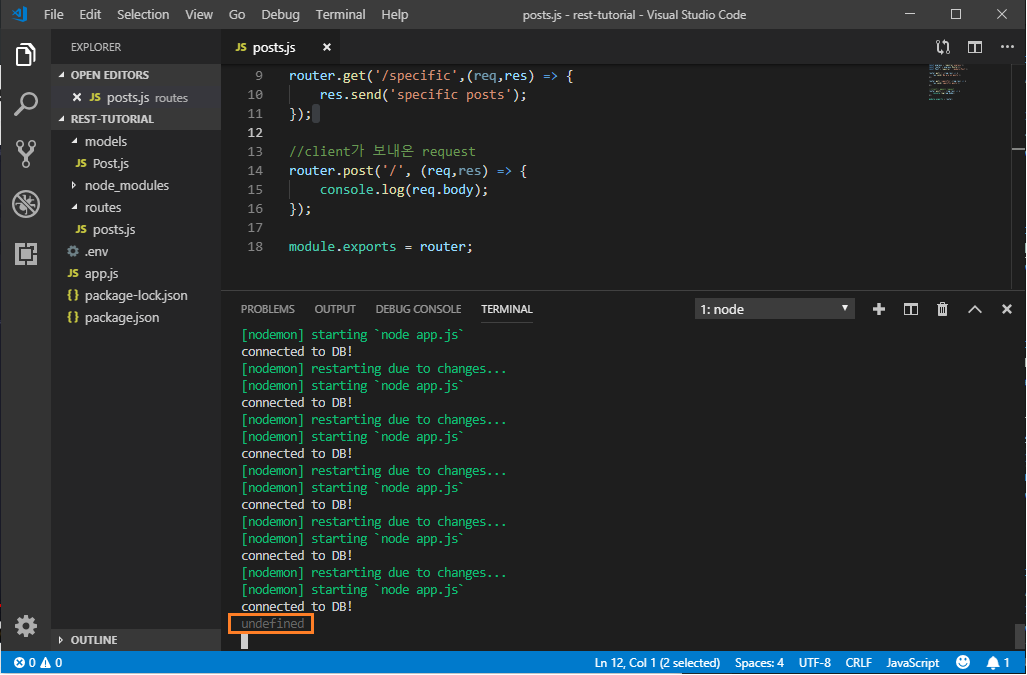 File Edit Selection View Go Debug Terminal Help posts.js - rest-tutorial - Visual Studio Code
EXPLORER
OPEN EDITORS
JS posts.js routes
REST-TUTORIAL
models
JS Post.js
node_modules
routes
JS posts.js
.env
JS app.js
{} package-lock.json
{} package.json
OUTLINE
JS posts.js
9 router.get('/specific',(req,res) => {
10 res.send('specific posts');
11 });
12
13 //client가 보내온 request
14 router.post('/', (req,res) => {
15 console.log(req.body);
16 });
17
18 module.exports = router;
PROBLEMS OUTPUT DEBUG CONSOLE TERMINAL 1: node
[nodemon] starting `node app.js`
connected to DB!
[nodemon] restarting due to changes...
[nodemon] starting `node app.js`
connected to DB!
[nodemon] restarting due to changes...
[nodemon] starting `node app.js`
connected to DB!
[nodemon] restarting due to changes...
[nodemon] starting `node app.js`
connected to DB!
[nodemon] restarting due to changes...
[nodemon] starting `node app.js`
connected to DB!
[nodemon] restarting due to changes...
[nodemon] starting `node app.js`
connected to DB!
undefined
0 0 Ln 12, Col 1 (2 selected) Spaces: 4 UTF-8 CRLF JavaScript 1